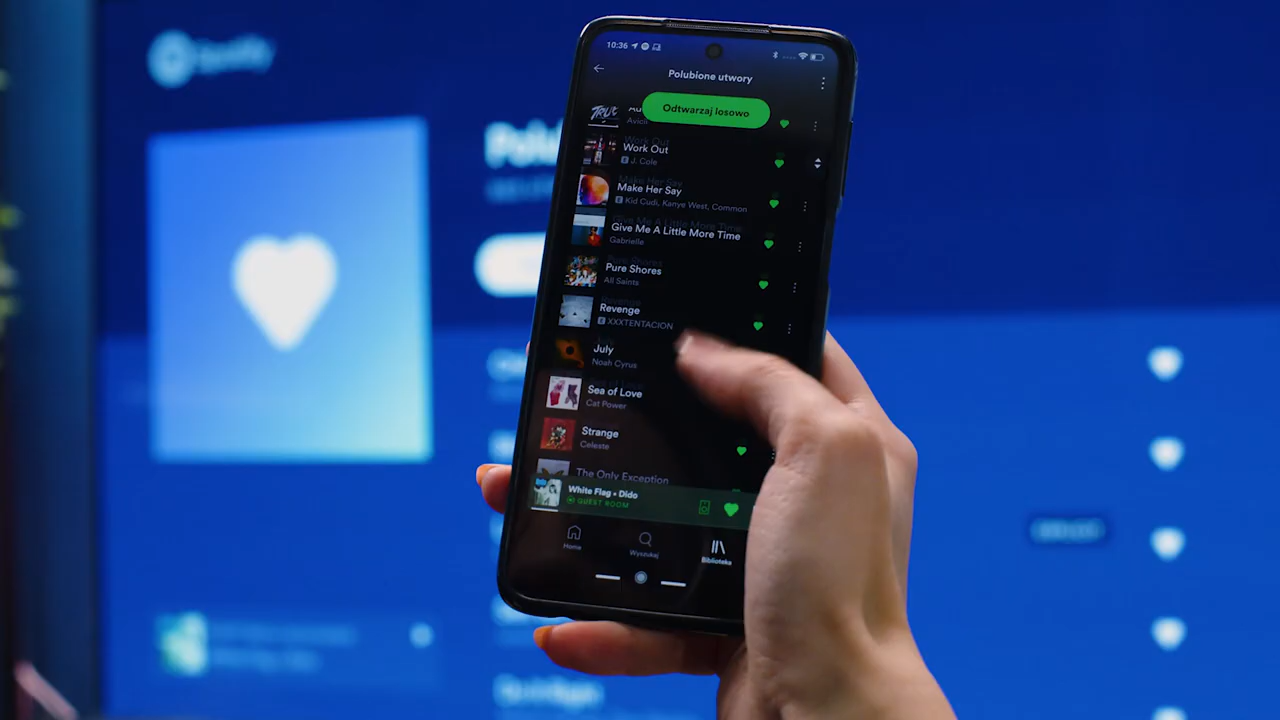 Spotify
10:36
Polubione utwory
Odtwarzaj losowo
TRUE
Avicii
Work Out
E J. Cole
Make Her Say
E Kid Cudi, Kanye West, Common
Give Me A Little More Time
Gabrielle
Pure Shores
All Saints
Revenge
E XXXTENTACION
July
Noah Cyrus
Sea of Love
Cat Power
Strange
Celeste
The Only Exception
White Flag • Dido
GUEST ROOM
Home
Wyszukaj
Biblioteka